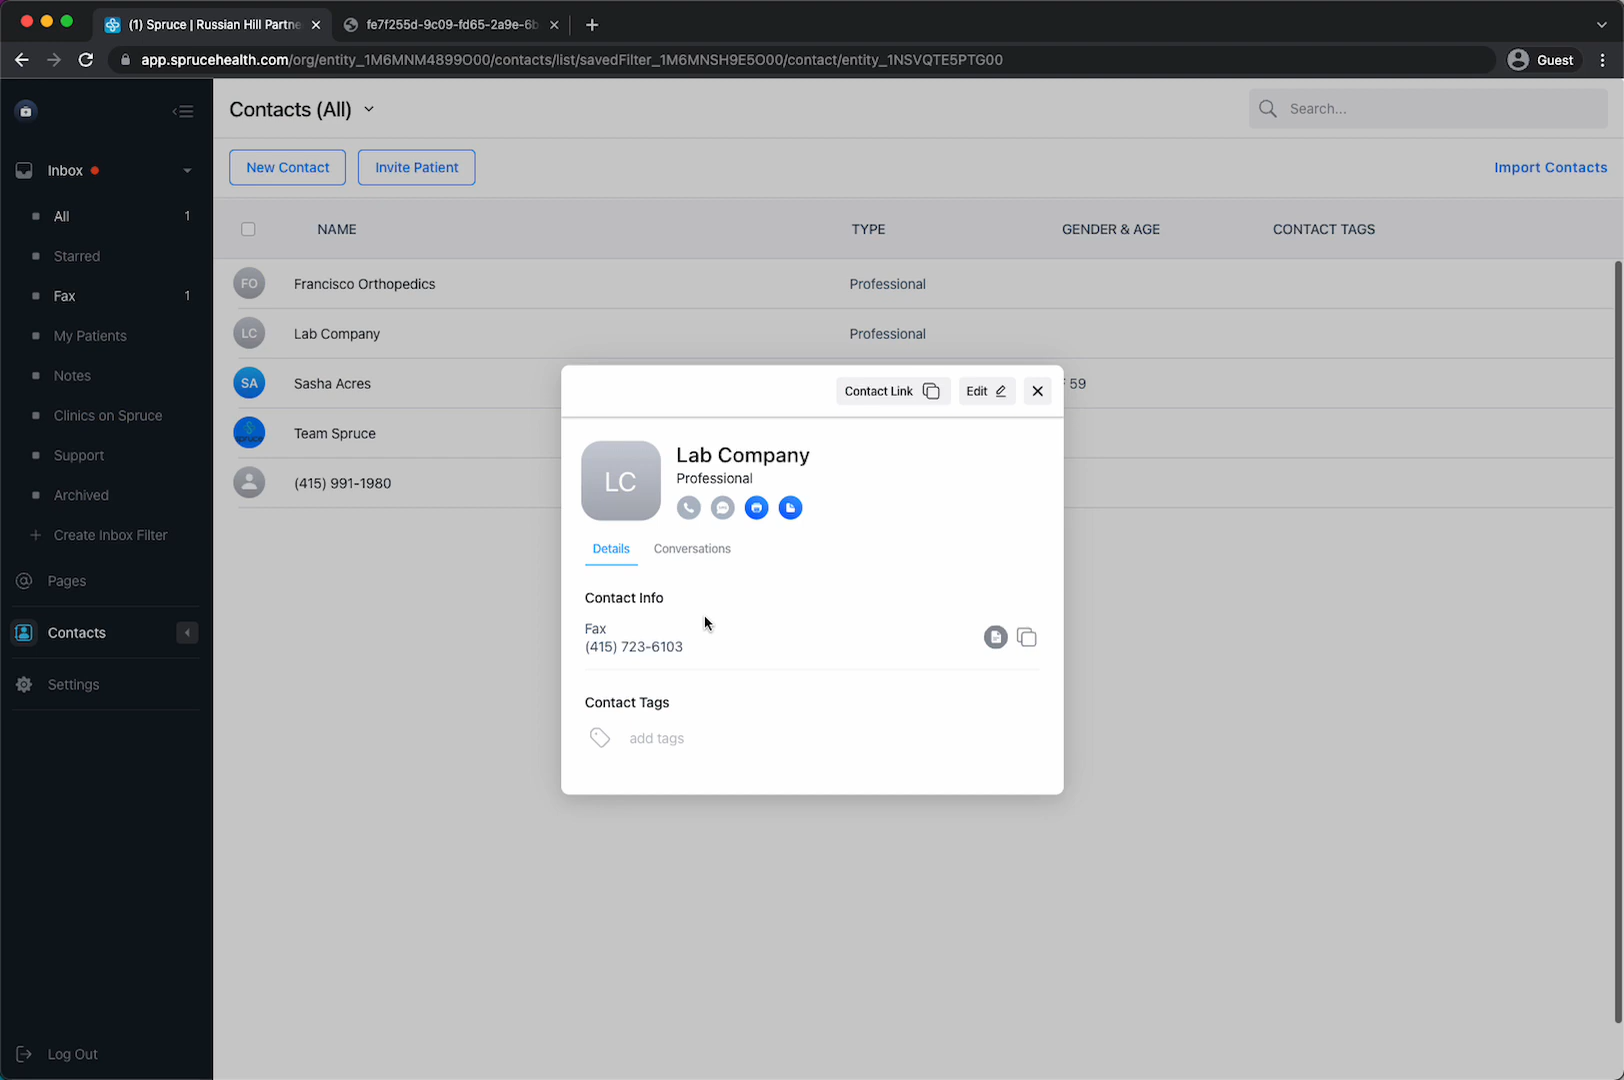 (1) Spruce | Russian Hill Partne
fe7f255d-9c09-fd65-2a9e-6b
app.sprucehealth.com/org/entity_1M6MNM4899O00/contacts/list/savedFilter_1M6MNSH9E5O00/contact/entity_1NSVQTE5PTG00
Guest
Inbox
All 1
Starred
Fax 1
My Patients
Notes
Clinics on Spruce
Support
Archived
Create Inbox Filter
Pages
Contacts
Settings
Log Out
Contacts (All)
Search...
New Contact
Invite Patient
Import Contacts
NAME TYPE GENDER & AGE CONTACT TAGS
FO Francisco Orthopedics Professional
LC Lab Company Professional
SA Sasha Acres 59
spruce Team Spruce
(415) 991-1980
Contact Link
Edit
LC
Lab Company
Professional
Details
Conversations
Contact Info
Fax
(415) 723-6103
Contact Tags
add tags